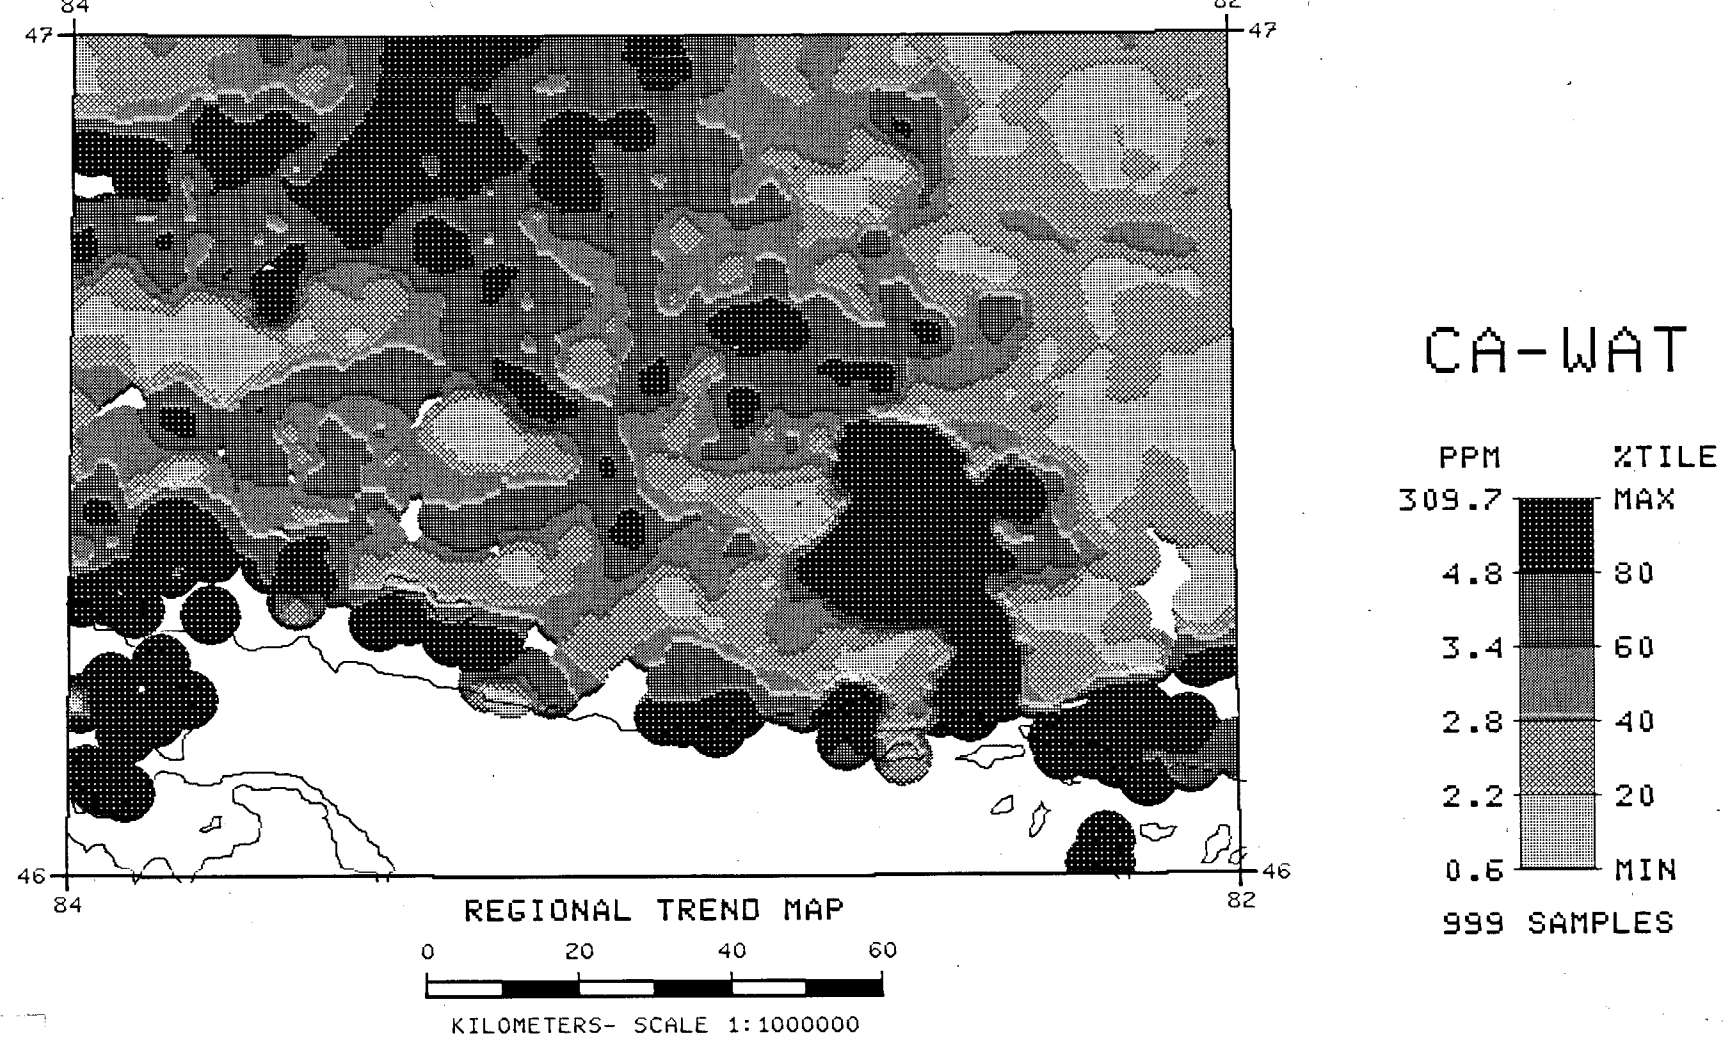 84 82
47 47
CA-WAT
PPM %TILE
309.7 MAX
4.8 80
3.4 60
2.8 40
2.2 20
0.6 MIN
46 46
84 82
REGIONAL TREND MAP
999 SAMPLES
0 20 40 60
KILOMETERS- SCALE 1:1000000